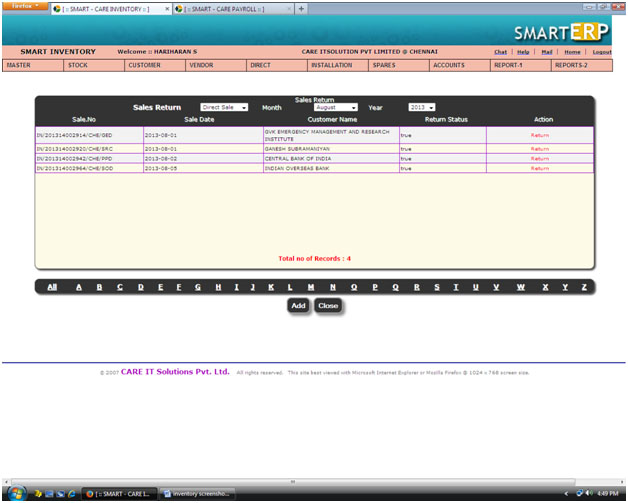 Firefox
[ :: SMART - CARE INVENTORY :: ] × [ :: SMART - CARE PAYROLL :: ] × +
SMART ERP
SMART INVENTORY Welcome :: HARIHARAN S CARE ITSOLUTION PVT LIMITED @ CHENNAI Chat | Help | Mail | Home | Logout
MASTER STOCK CUSTOMER VENDOR DIRECT INSTALLATION SPARES ACCOUNTS REPORT-1 REPORTS-2
Sales Return
Sales Return Direct Sale Month August Year 2013
Sale.No Sale Date Customer Name Return Status Action
IN/201314002914/CHE/GED 2013-08-01 GVK EMERGENCY MANAGEMENT AND RESEARCH INSTITUTE true Return
IN/201314002920/CHE/SRC 2013-08-01 GANESH SUBRAMANIYAN true Return
IN/201314002942/CHE/PPD 2013-08-02 CENTRAL BANK OF INDIA true Return
IN/201314002964/CHE/SOD 2013-08-05 INDIAN OVERSEAS BANK true Return
Total no of Records : 4
All A B C D E F G H I J K L M N O P Q R S T U V W X Y Z
Add Close
© 2007 CARE IT Solutions Pvt. Ltd. All rights reserved. This site best viewed with Microsoft Internet Explorer or Mozilla Firefox @ 1024 x 768 screen size.
[ :: SMART - CARE I... inventory screensho... 4:49 PM